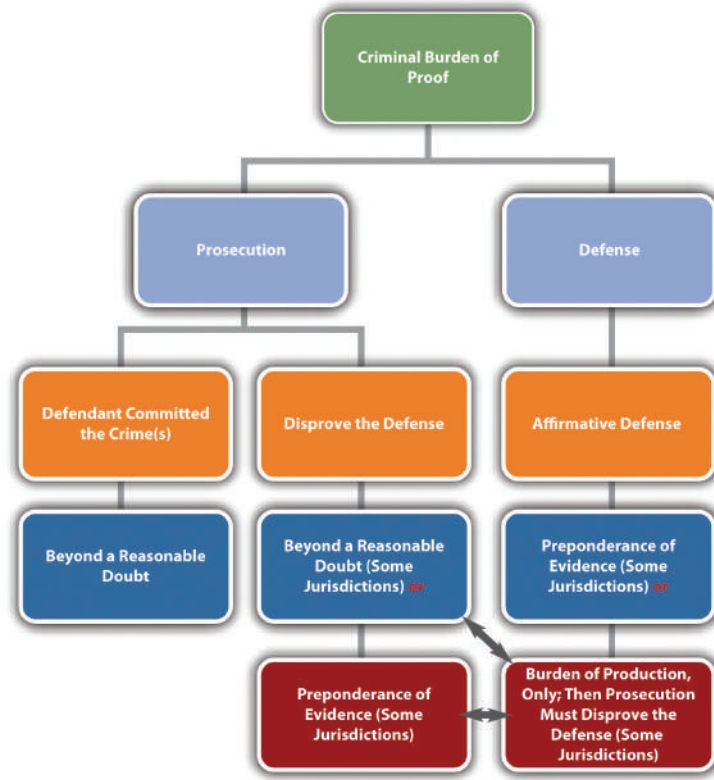 Criminal Burden of
Proof
Prosecution
Defense
Defendant Committed
the Crime(s)
Disprove the Defense
Affirmative Defense
Beyond a Reasonable
Doubt
Beyond a Reasonable
Doubt (Some
Jurisdictions) or
Preponderance of
Evidence (Some
Jurisdictions) or
Preponderance of
Evidence (Some
Jurisdictions)
Burden of Production,
Only; Then Prosecution
Must Disprove the
Defense (Some
Jurisdictions)